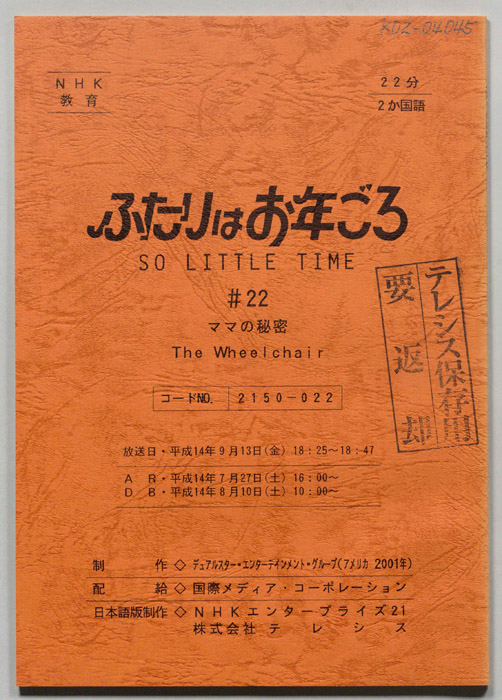 KDZ-04045
NHK
教育
22分
2か国語
ふたりはお年ごろ
SO LITTLE TIME
#22
ママの秘密
The Wheelchair
コードNO. 2150-022
テレシス保存用
要返却
放送日・平成14年9月13日(金) 18:25~18:47
A R・平成14年7月27日(土) 16:00~
D B・平成14年8月10日(土) 10:00~
制作◇デュアルスター・エンターテインメント・グループ(アメリカ 2001年)
配給◇国際メディア・コーポレーション
日本語版制作◇NHKエンタープライズ21
株式会社テレシス